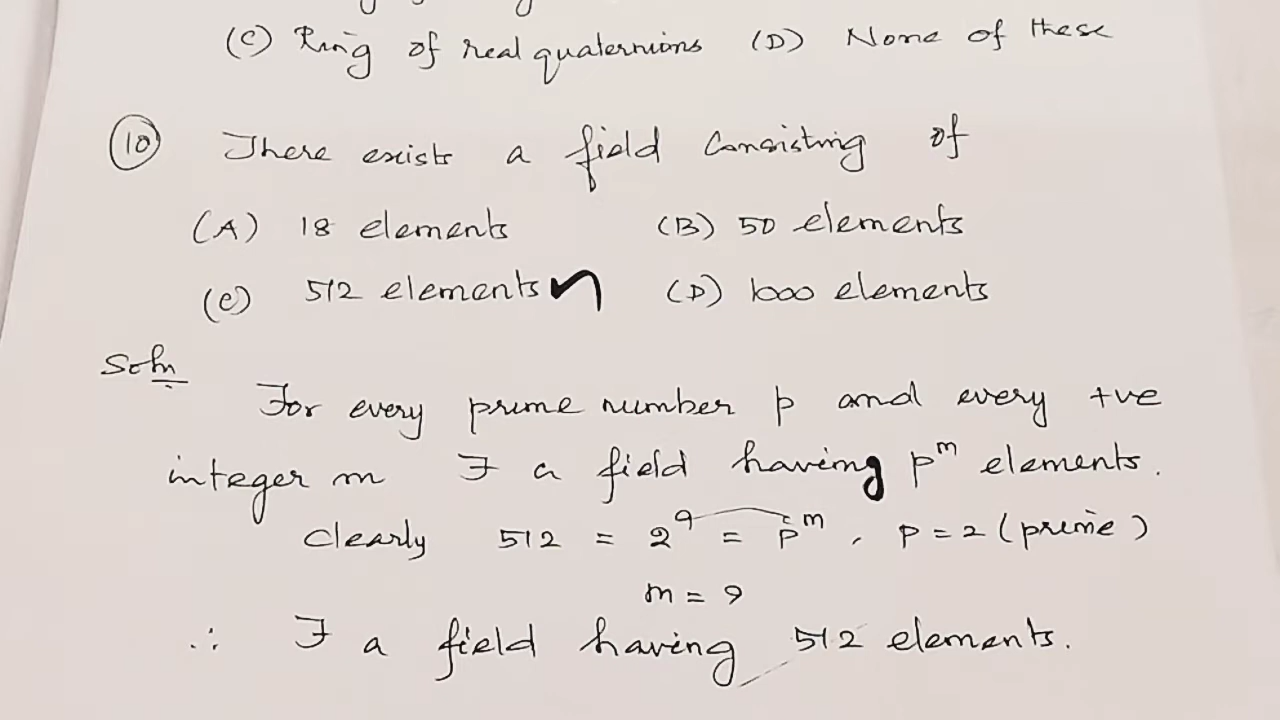 (C) Ring of real quaternions (D) None of these
(10) There exists a field consisting of
(A) 18 elements (B) 50 elements
(C) 512 elements (D) 1000 elements
Soln
For every prime number p and every +ve
integer m ∃ a field having p^m elements.
Clearly 512 = 2^9 = p^m, p = 2 (prime)
m = 9
∴ ∃ a field having 512 elements.